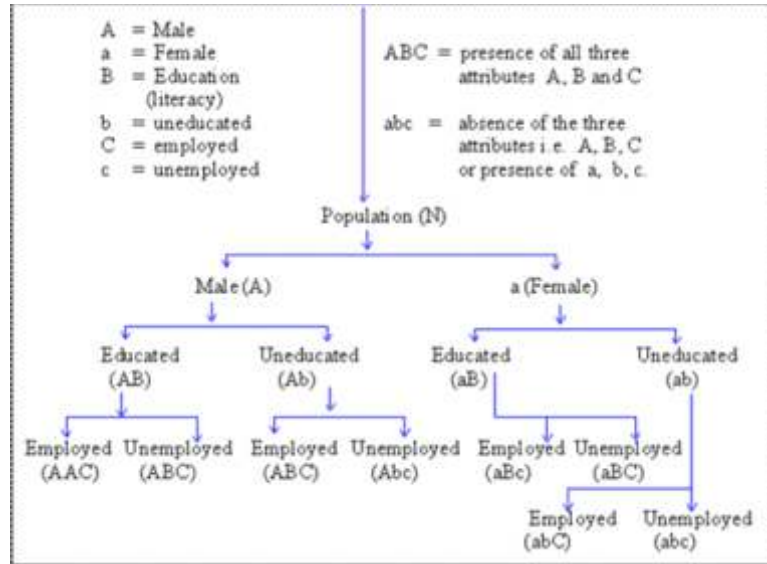 A = Male
a = Female
B = Education
(literacy)
b = uneducated
C = employed
c = unemployed
ABC = presence of all three
attributes A, B and C
abc = absence of the three
attributes i.e. A, B, C
or presence of a, b, c.
Population (N)
Male (A) a (Female)
Educated Uneducated Educated Uneducated
(AB) (Ab) (aB) (ab)
Employed Unemployed Employed Unemployed Employed Unemployed
(AAC) (ABC) (ABC) (Abc) (aBc) (aBC)
Employed Unemployed
(abC) (abc)